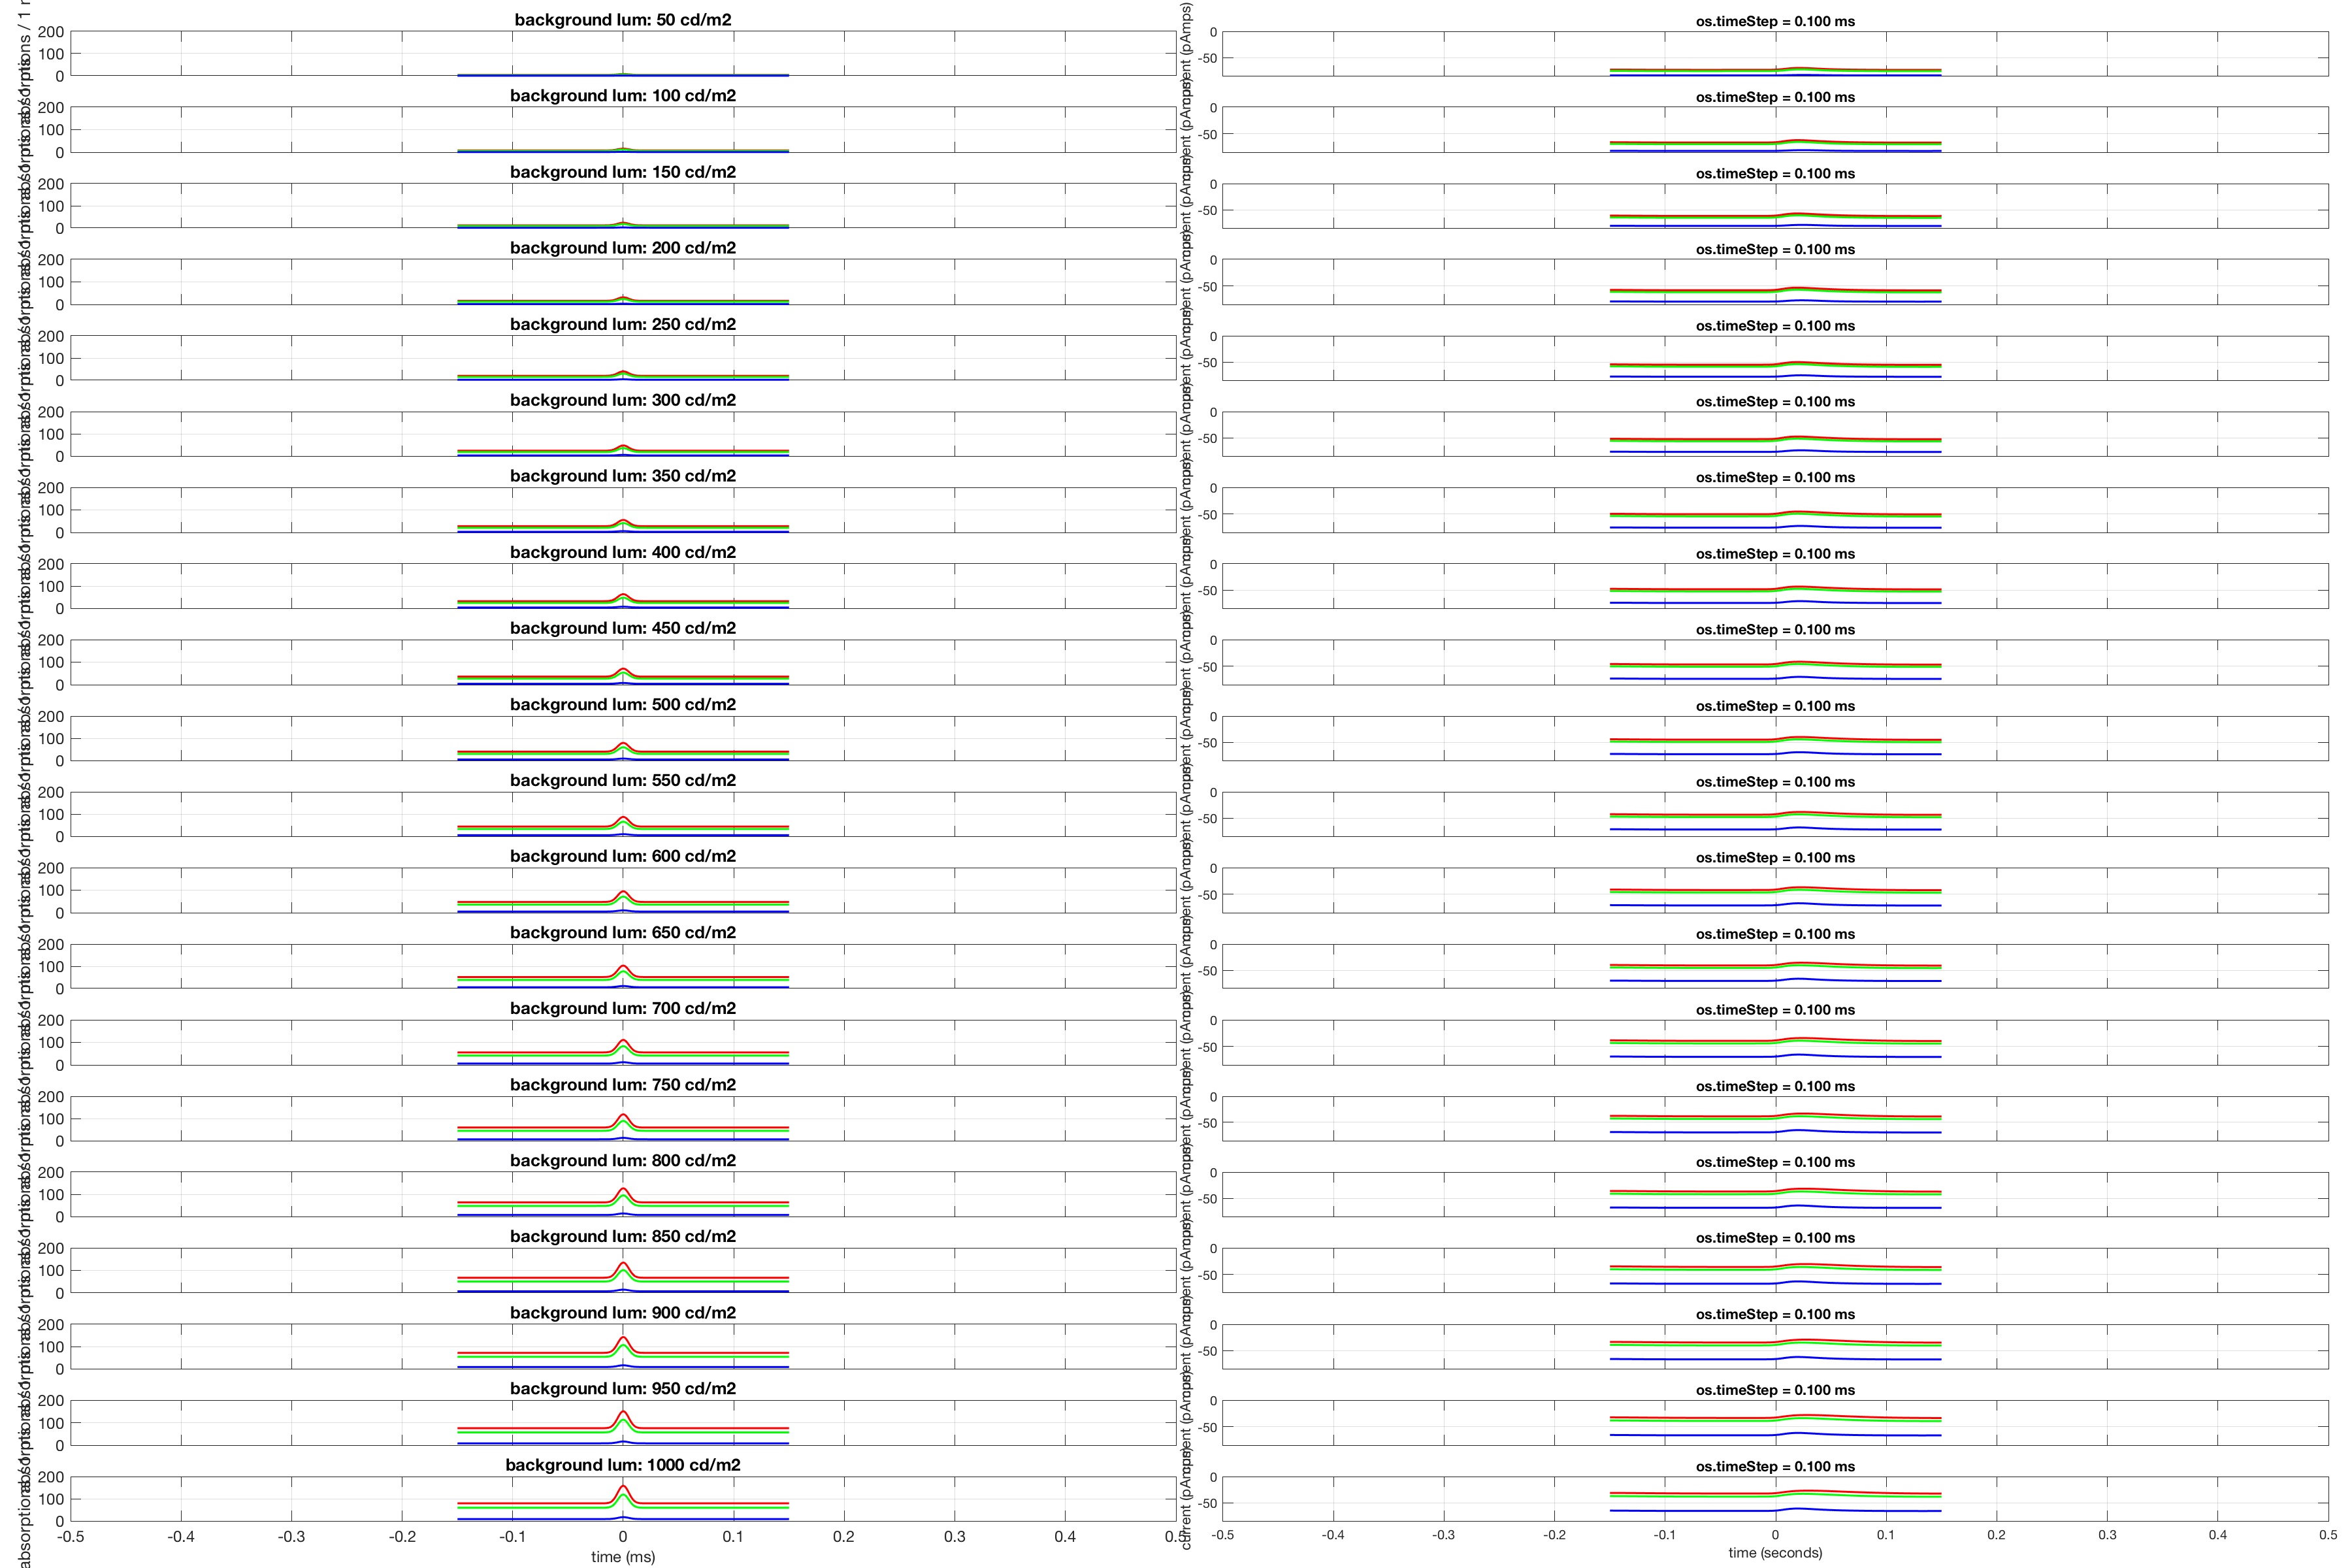 background lum: 50 cd/m2
os.timeStep = 0.100 ms
200
100
0
0
-50
background lum: 100 cd/m2
os.timeStep = 0.100 ms
200
100
0
0
-50
background lum: 150 cd/m2
os.timeStep = 0.100 ms
200
100
0
0
-50
background lum: 200 cd/m2
os.timeStep = 0.100 ms
200
100
0
0
-50
background lum: 250 cd/m2
os.timeStep = 0.100 ms
200
100
0
0
-50
background lum: 300 cd/m2
os.timeStep = 0.100 ms
200
100
0
0
-50
background lum: 350 cd/m2
os.timeStep = 0.100 ms
200
100
0
0
-50
background lum: 400 cd/m2
os.timeStep = 0.100 ms
200
100
0
0
-50
background lum: 450 cd/m2
os.timeStep = 0.100 ms
200
100
0
0
-50
background lum: 500 cd/m2
os.timeStep = 0.100 ms
200
100
0
0
-50
background lum: 550 cd/m2
os.timeStep = 0.100 ms
200
100
0
0
-50
background lum: 600 cd/m2
os.timeStep = 0.100 ms
200
100
0
0
-50
background lum: 650 cd/m2
os.timeStep = 0.100 ms
200
100
0
0
-50
background lum: 700 cd/m2
os.timeStep = 0.100 ms
200
100
0
0
-50
background lum: 750 cd/m2
os.timeStep = 0.100 ms
200
100
0
0
-50
background lum: 800 cd/m2
os.timeStep = 0.100 ms
200
100
0
0
-50
background lum: 850 cd/m2
os.timeStep = 0.100 ms
200
100
0
0
-50
background lum: 900 cd/m2
os.timeStep = 0.100 ms
200
100
0
0
-50
background lum: 950 cd/m2
os.timeStep = 0.100 ms
200
100
0
0
-50
background lum: 1000 cd/m2
os.timeStep = 0.100 ms
200
100
0
0
-50
-0.5 -0.4 -0.3 -0.2 -0.1 0 0.1 0.2 0.3 0.4
-0.5 -0.4 -0.3 -0.2 -0.1 0 0.1 0.2 0.3 0.4 0.5
time (ms)
time (seconds)